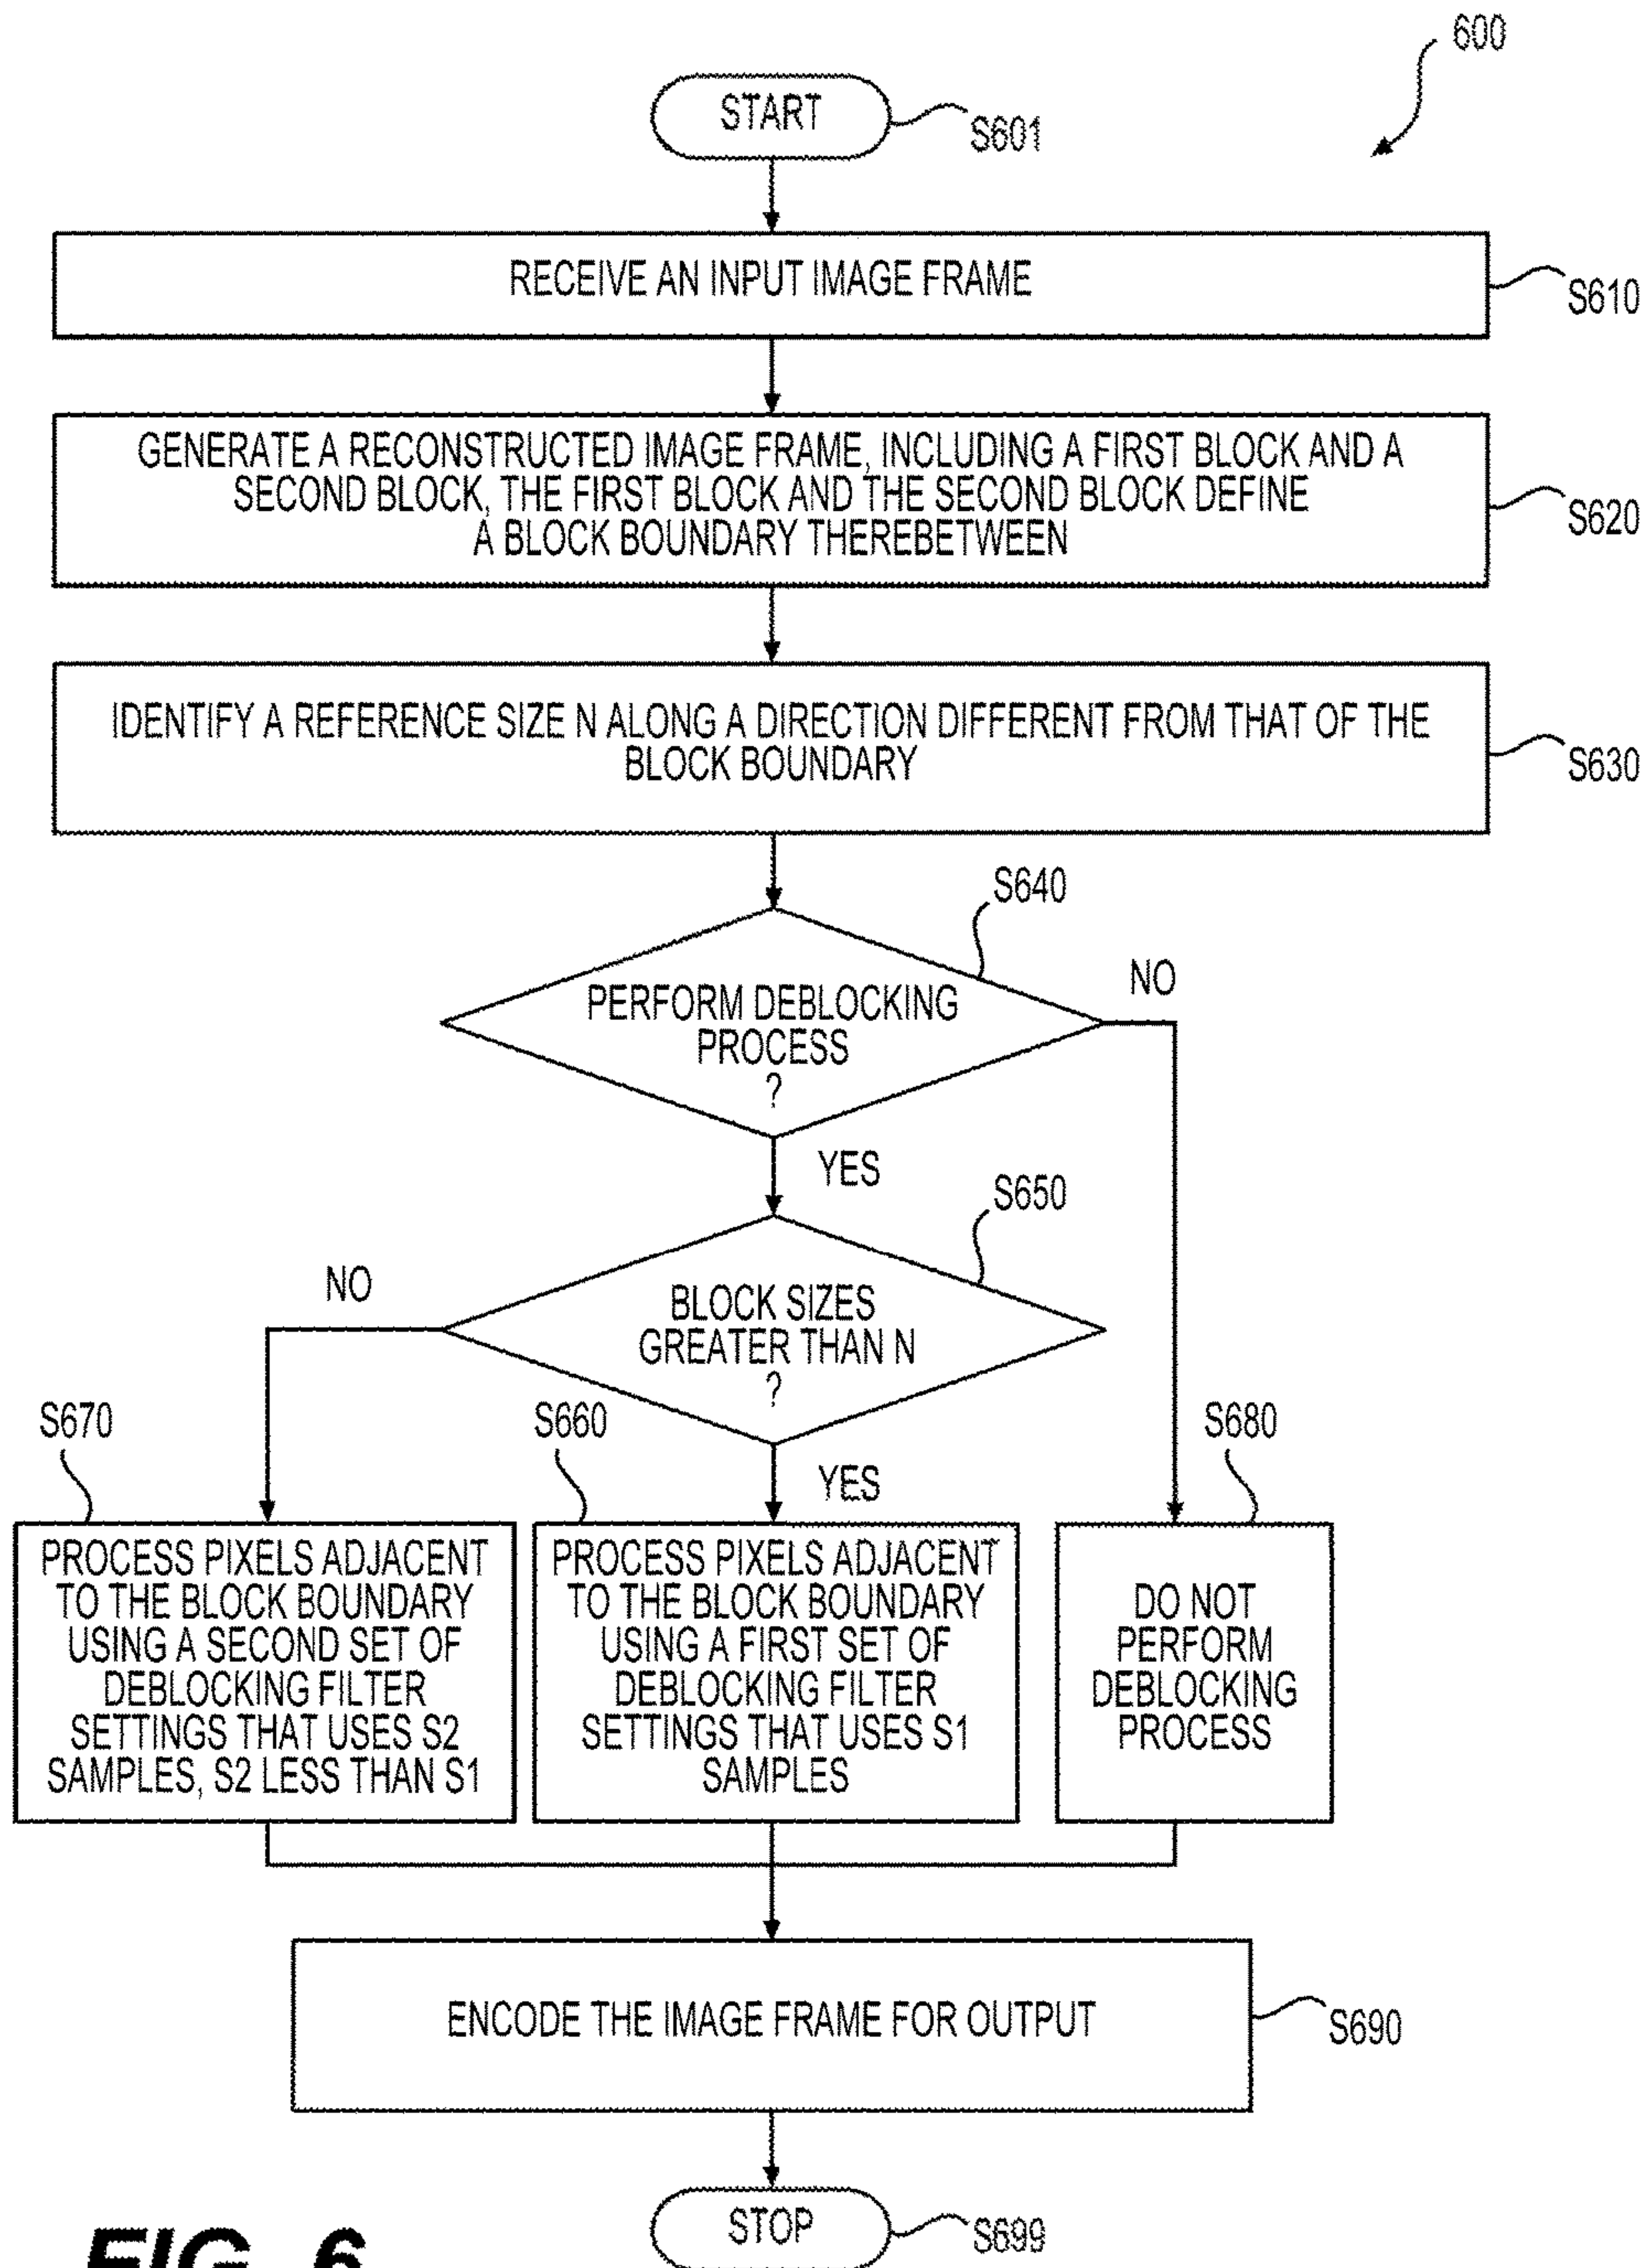 600
START
S601
RECEIVE AN INPUT IMAGE FRAME
S610
GENERATE A RECONSTRUCTED IMAGE FRAME, INCLUDING A FIRST BLOCK AND A
SECOND BLOCK, THE FIRST BLOCK AND THE SECOND BLOCK DEFINE
A BLOCK BOUNDARY THEREBETWEEN
S620
IDENTIFY A REFERENCE SIZE N ALONG A DIRECTION DIFFERENT FROM THAT OF THE
BLOCK BOUNDARY
S630
S640
PERFORM DEBLOCKING
PROCESS
?
NO
YES
S650
BLOCK SIZES
GREATER THAN N
?
NO
YES
S670
PROCESS PIXELS ADJACENT
TO THE BLOCK BOUNDARY
USING A SECOND SET OF
DEBLOCKING FILTER
SETTINGS THAT USES S2
SAMPLES, S2 LESS THAN S1
S660
PROCESS PIXELS ADJACENT
TO THE BLOCK BOUNDARY
USING A FIRST SET OF
DEBLOCKING FILTER
SETTINGS THAT USES S1
SAMPLES
S680
DO NOT
PERFORM
DEBLOCKING
PROCESS
ENCODE THE IMAGE FRAME FOR OUTPUT
S690
STOP
S699
FIG. 6